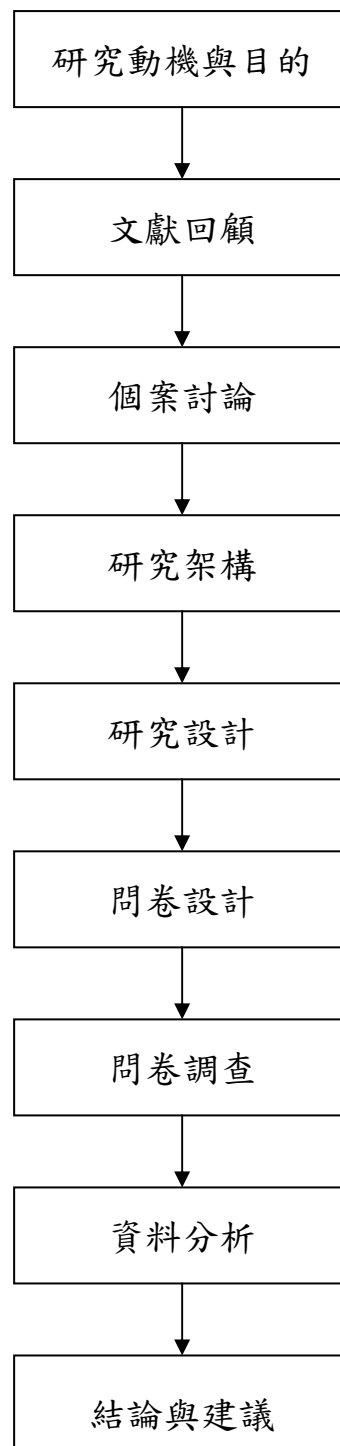 研究動機與目的
文獻回顧
個案討論
研究架構
研究設計
問卷設計
問卷調查
資料分析
結論與建議